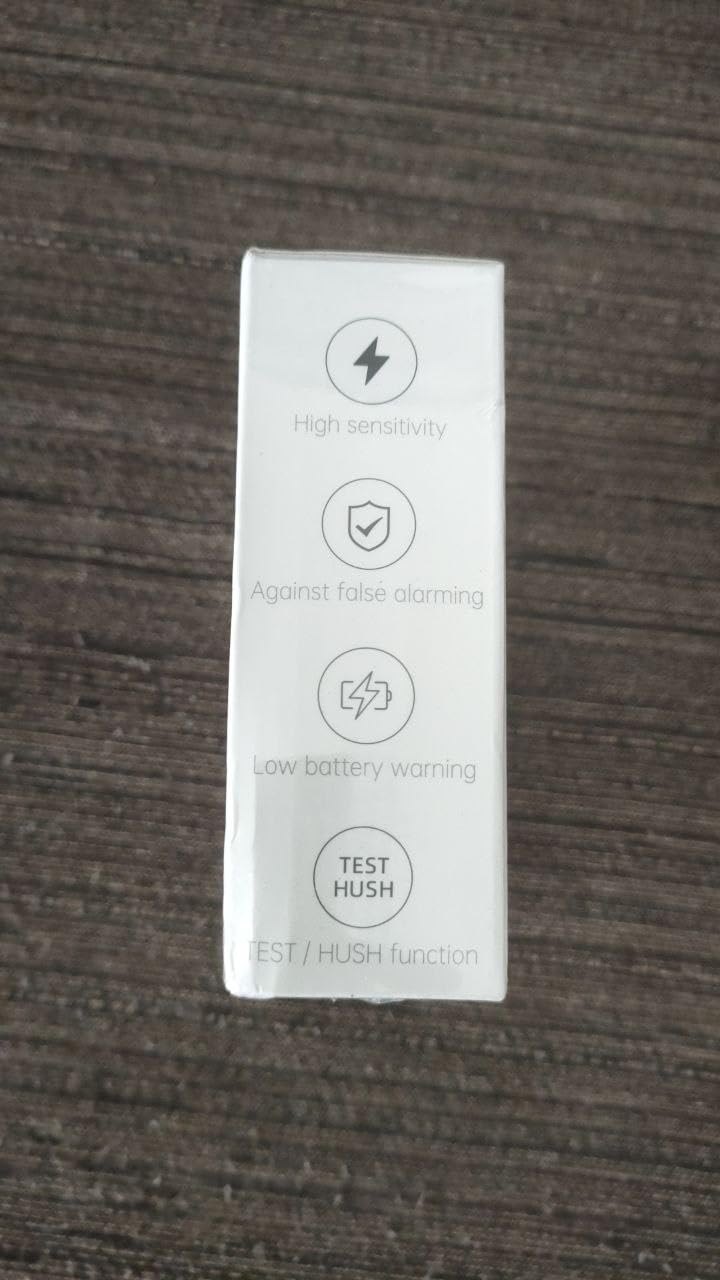 High sensitivity
Against false alarming
Low battery warning
TEST
HUSH
TEST / HUSH function